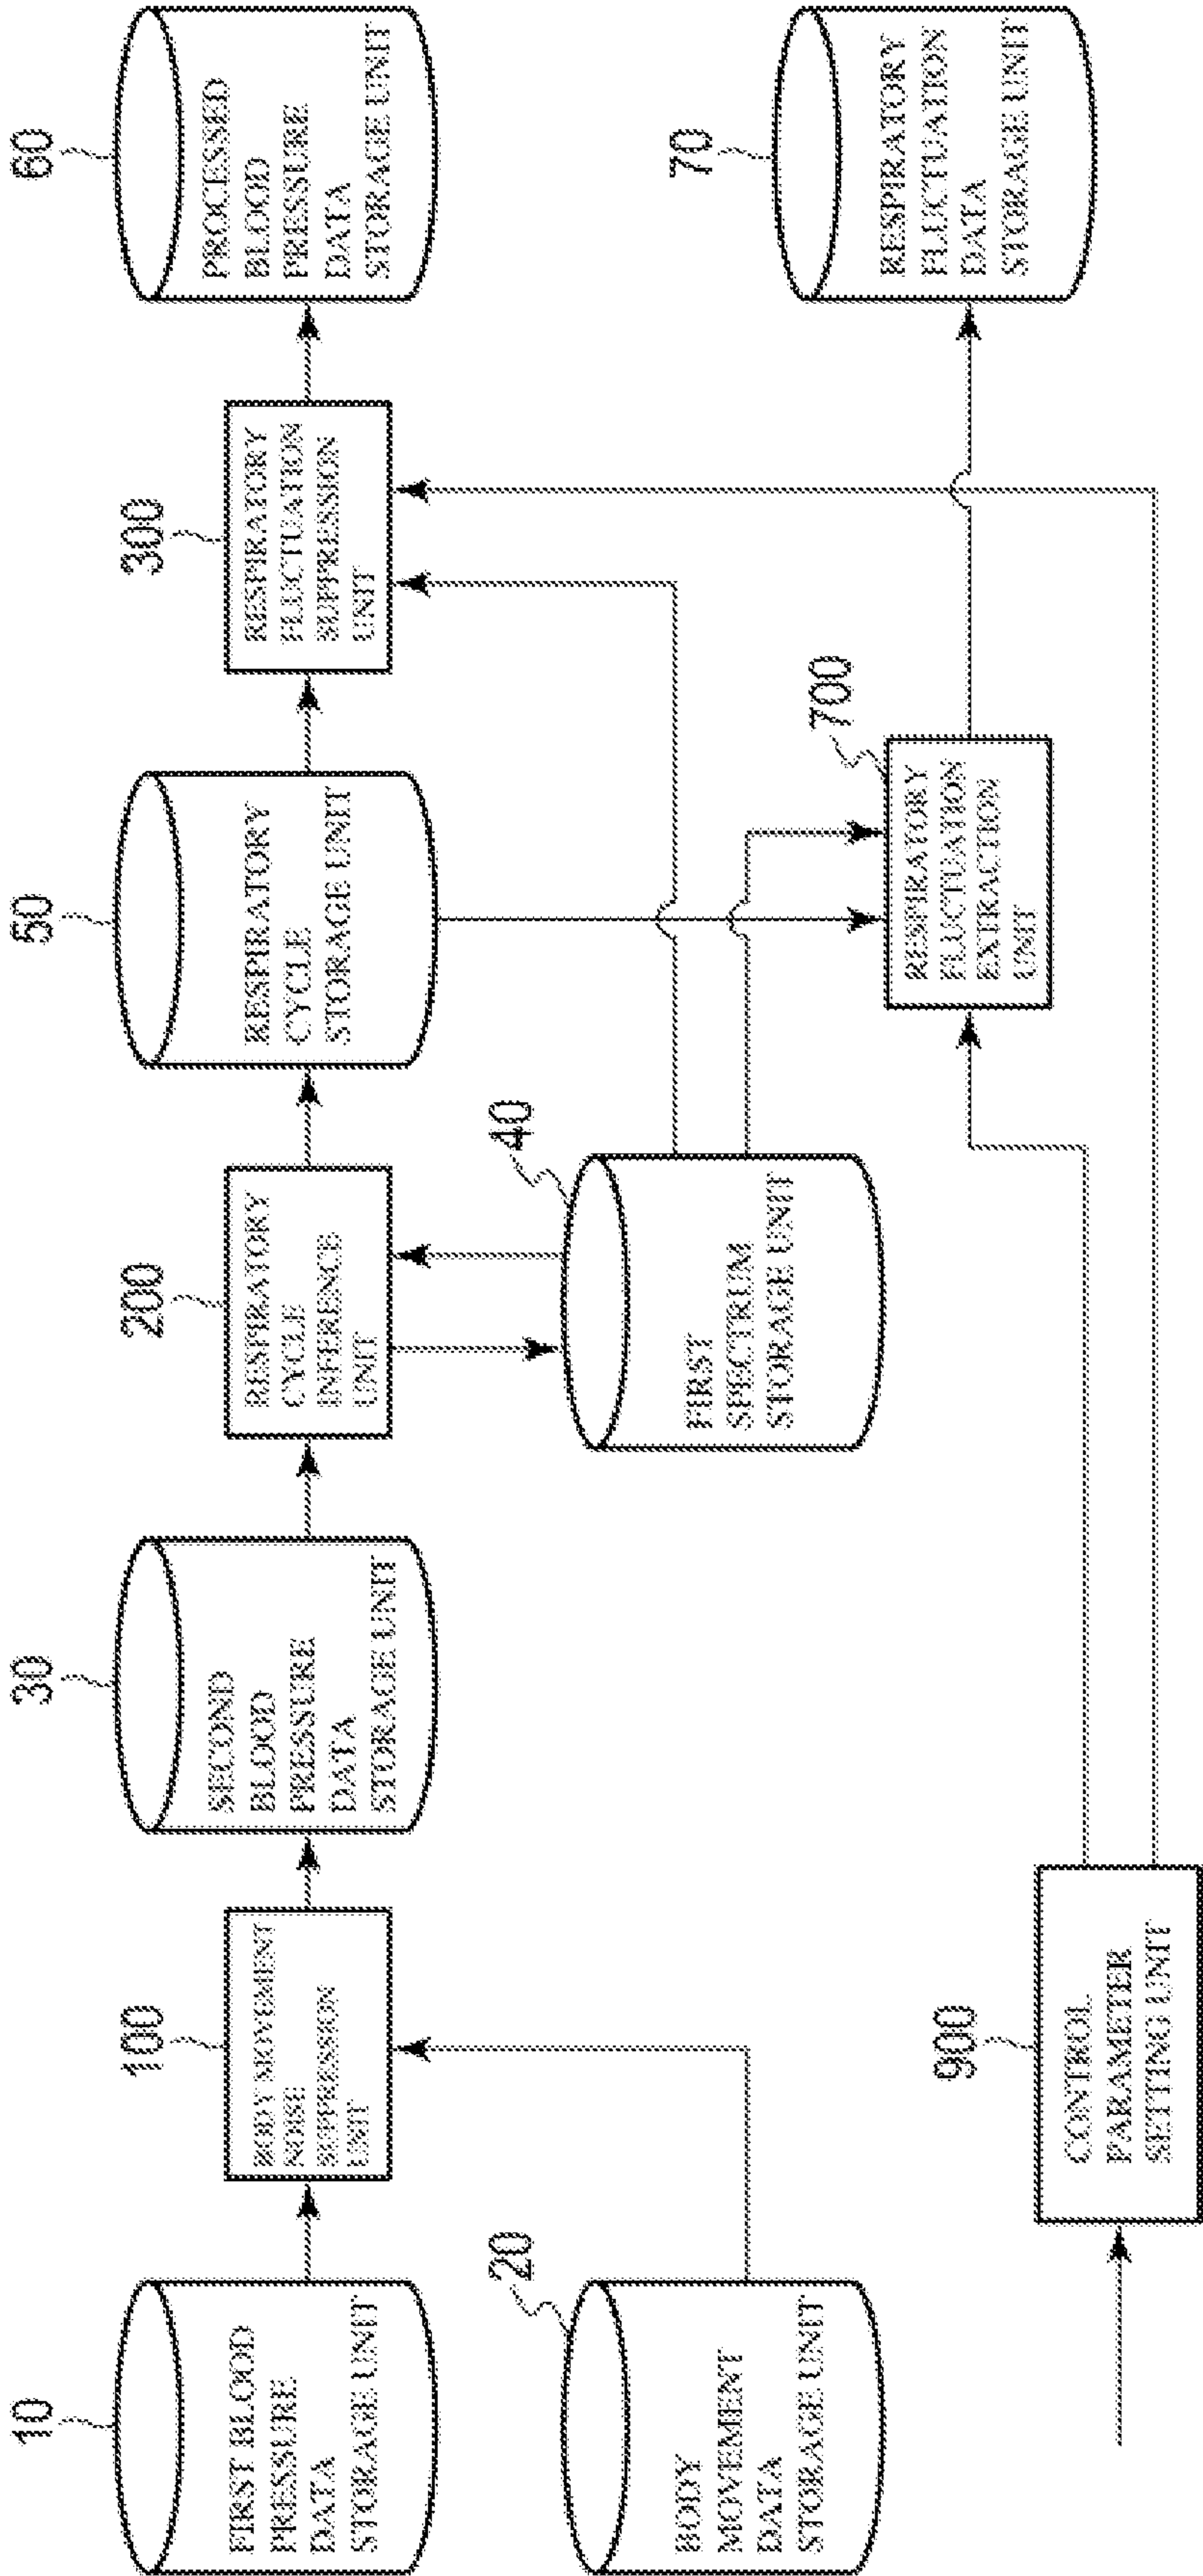 10
FIRST BLOOD
PRESSURE
DATA
STORAGE UNIT
100
BODY MOVEMENT
NOISE
SUPPRESSION
UNIT
30
SECOND
BLOOD
PRESSURE
DATA
STORAGE UNIT
200
RESPIRATORY
CYCLE
INFERENCE
UNIT
50
RESPIRATORY
CYCLE
STORAGE UNIT
300
RESPIRATORY
FLUCTUATION
SUPPRESSION
UNIT
60
PROCESSED
BLOOD
PRESSURE
DATA
STORAGE UNIT
20
BODY
MOVEMENT
DATA
STORAGE UNIT
40
FIRST
SPECTRUM
STORAGE UNIT
700
RESPIRATORY
FLUCTUATION
EXTRACTION
UNIT
70
RESPIRATORY
FLUCTUATION
DATA
STORAGE UNIT
900
CONTROL
PARAMETER
SETTING UNIT